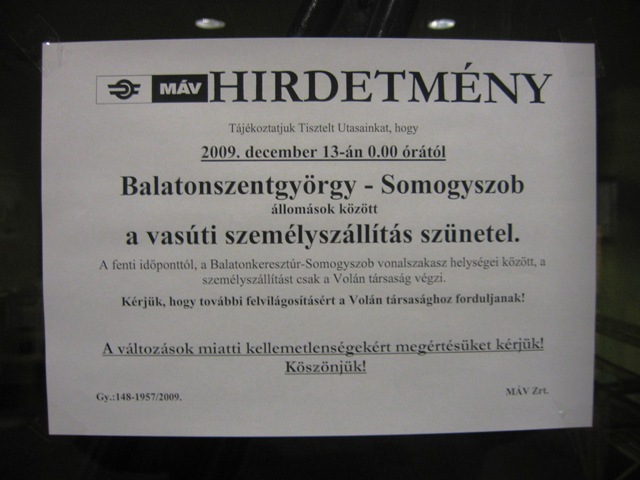 MÁV HIRDETMÉNY
Tájékoztatjuk Tisztelt Utasainkat, hogy
2009. december 13-án 0.00 órától
Balatonszentgyörgy - Somogyszob
állomások között
a vasúti személyszállítás szünetel.
A fenti időponttól, a Balatonkeresztúr-Somogyszob vonalszakasz helységei között, a
személyszállítást csak a Volán társaság végzi.
Kérjük, hogy további felvilágosításért a Volán társasághoz forduljanak!
A változások miatti kellemetlenségekért megértésüket kérjük!
Köszönjük!
Gy.:148-1957/2009.
MÁV Zrt.